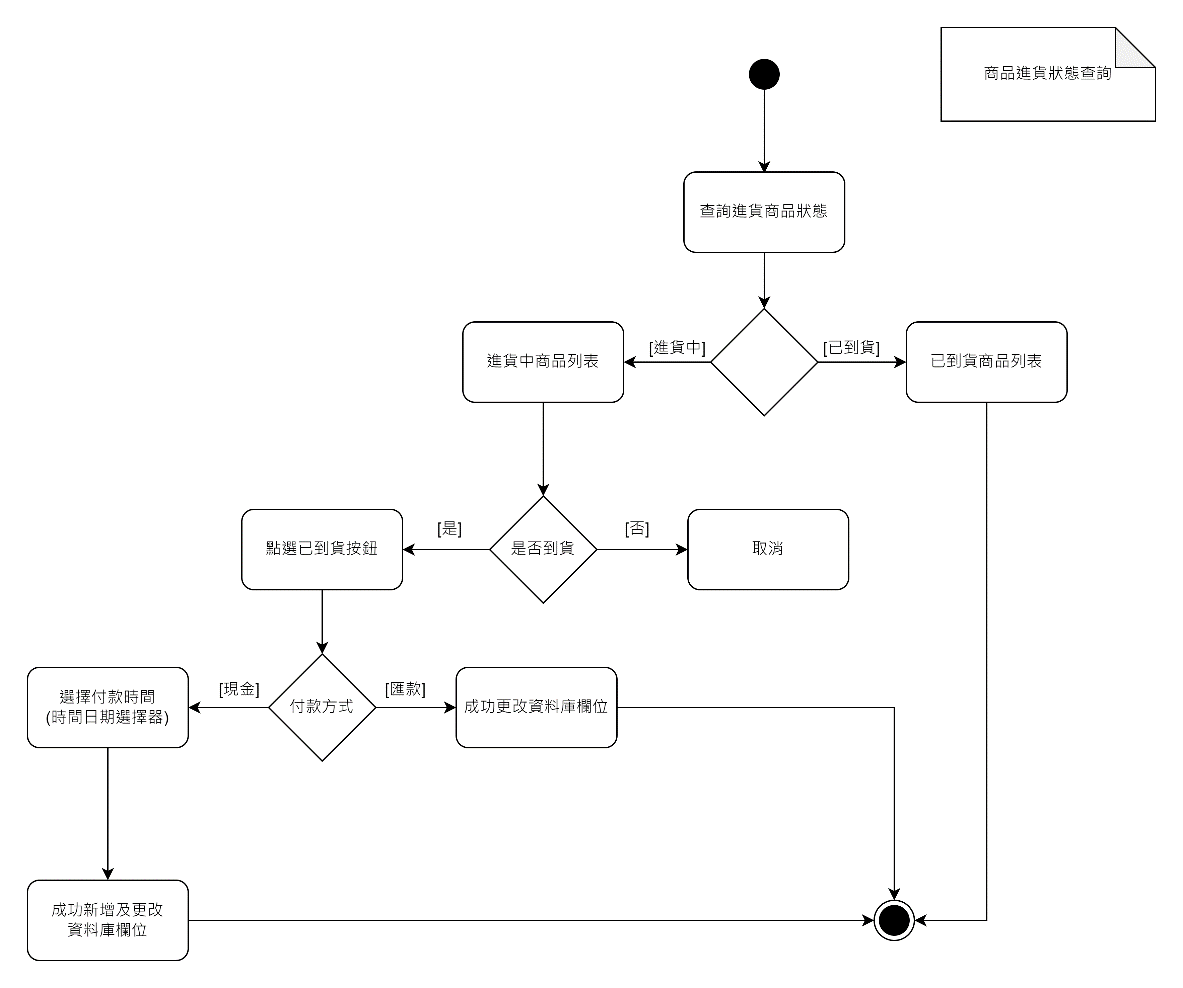 商品進貨狀態查詢
查詢進貨商品狀態
進貨中商品列表
[進貨中]
[已到貨]
已到貨商品列表
點選已到貨按鈕
[是]
是否到貨
[否]
取消
選擇付款時間
(時間日期選擇器)
[現金]
付款方式
[匯款]
成功更改資料庫欄位
成功新增及更改
資料庫欄位